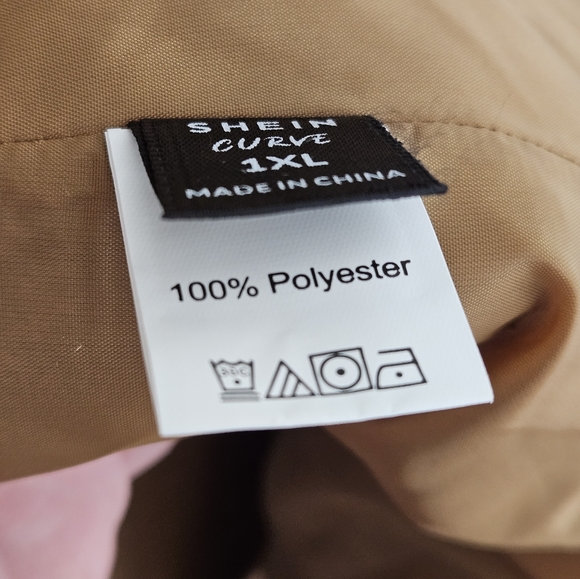 SHEIN
CURVE
1XL
MADE IN CHINA
100% Polyester